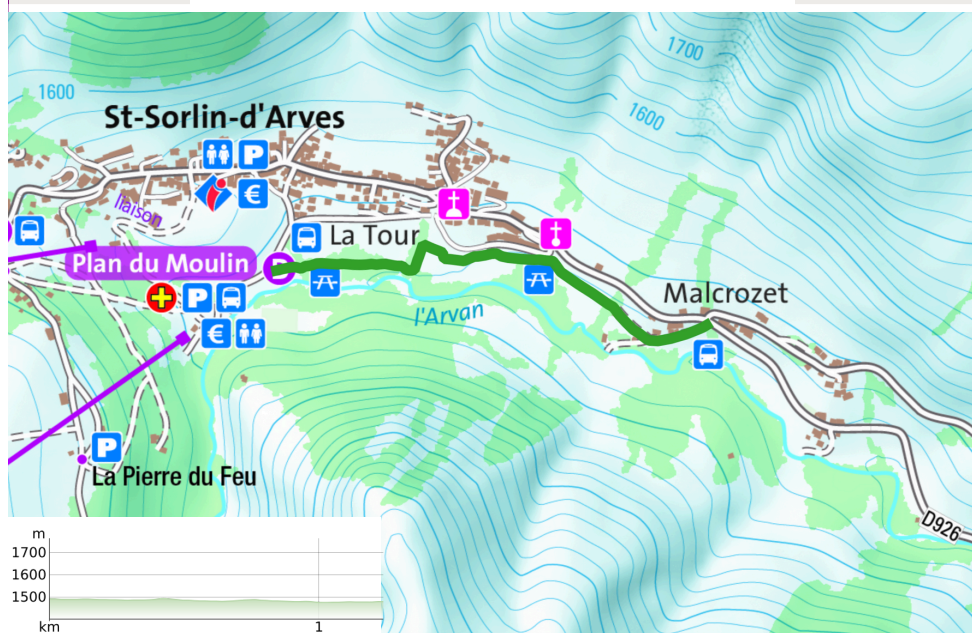 1700
1600
1600
St-Sorlin-d'Arves
P
€
liaison
La Tour
Plan du Moulin
P
€
Malcrozet
l'Arvan
P
La Pierre du Feu
D926
m
1700
1600
1500
km
1